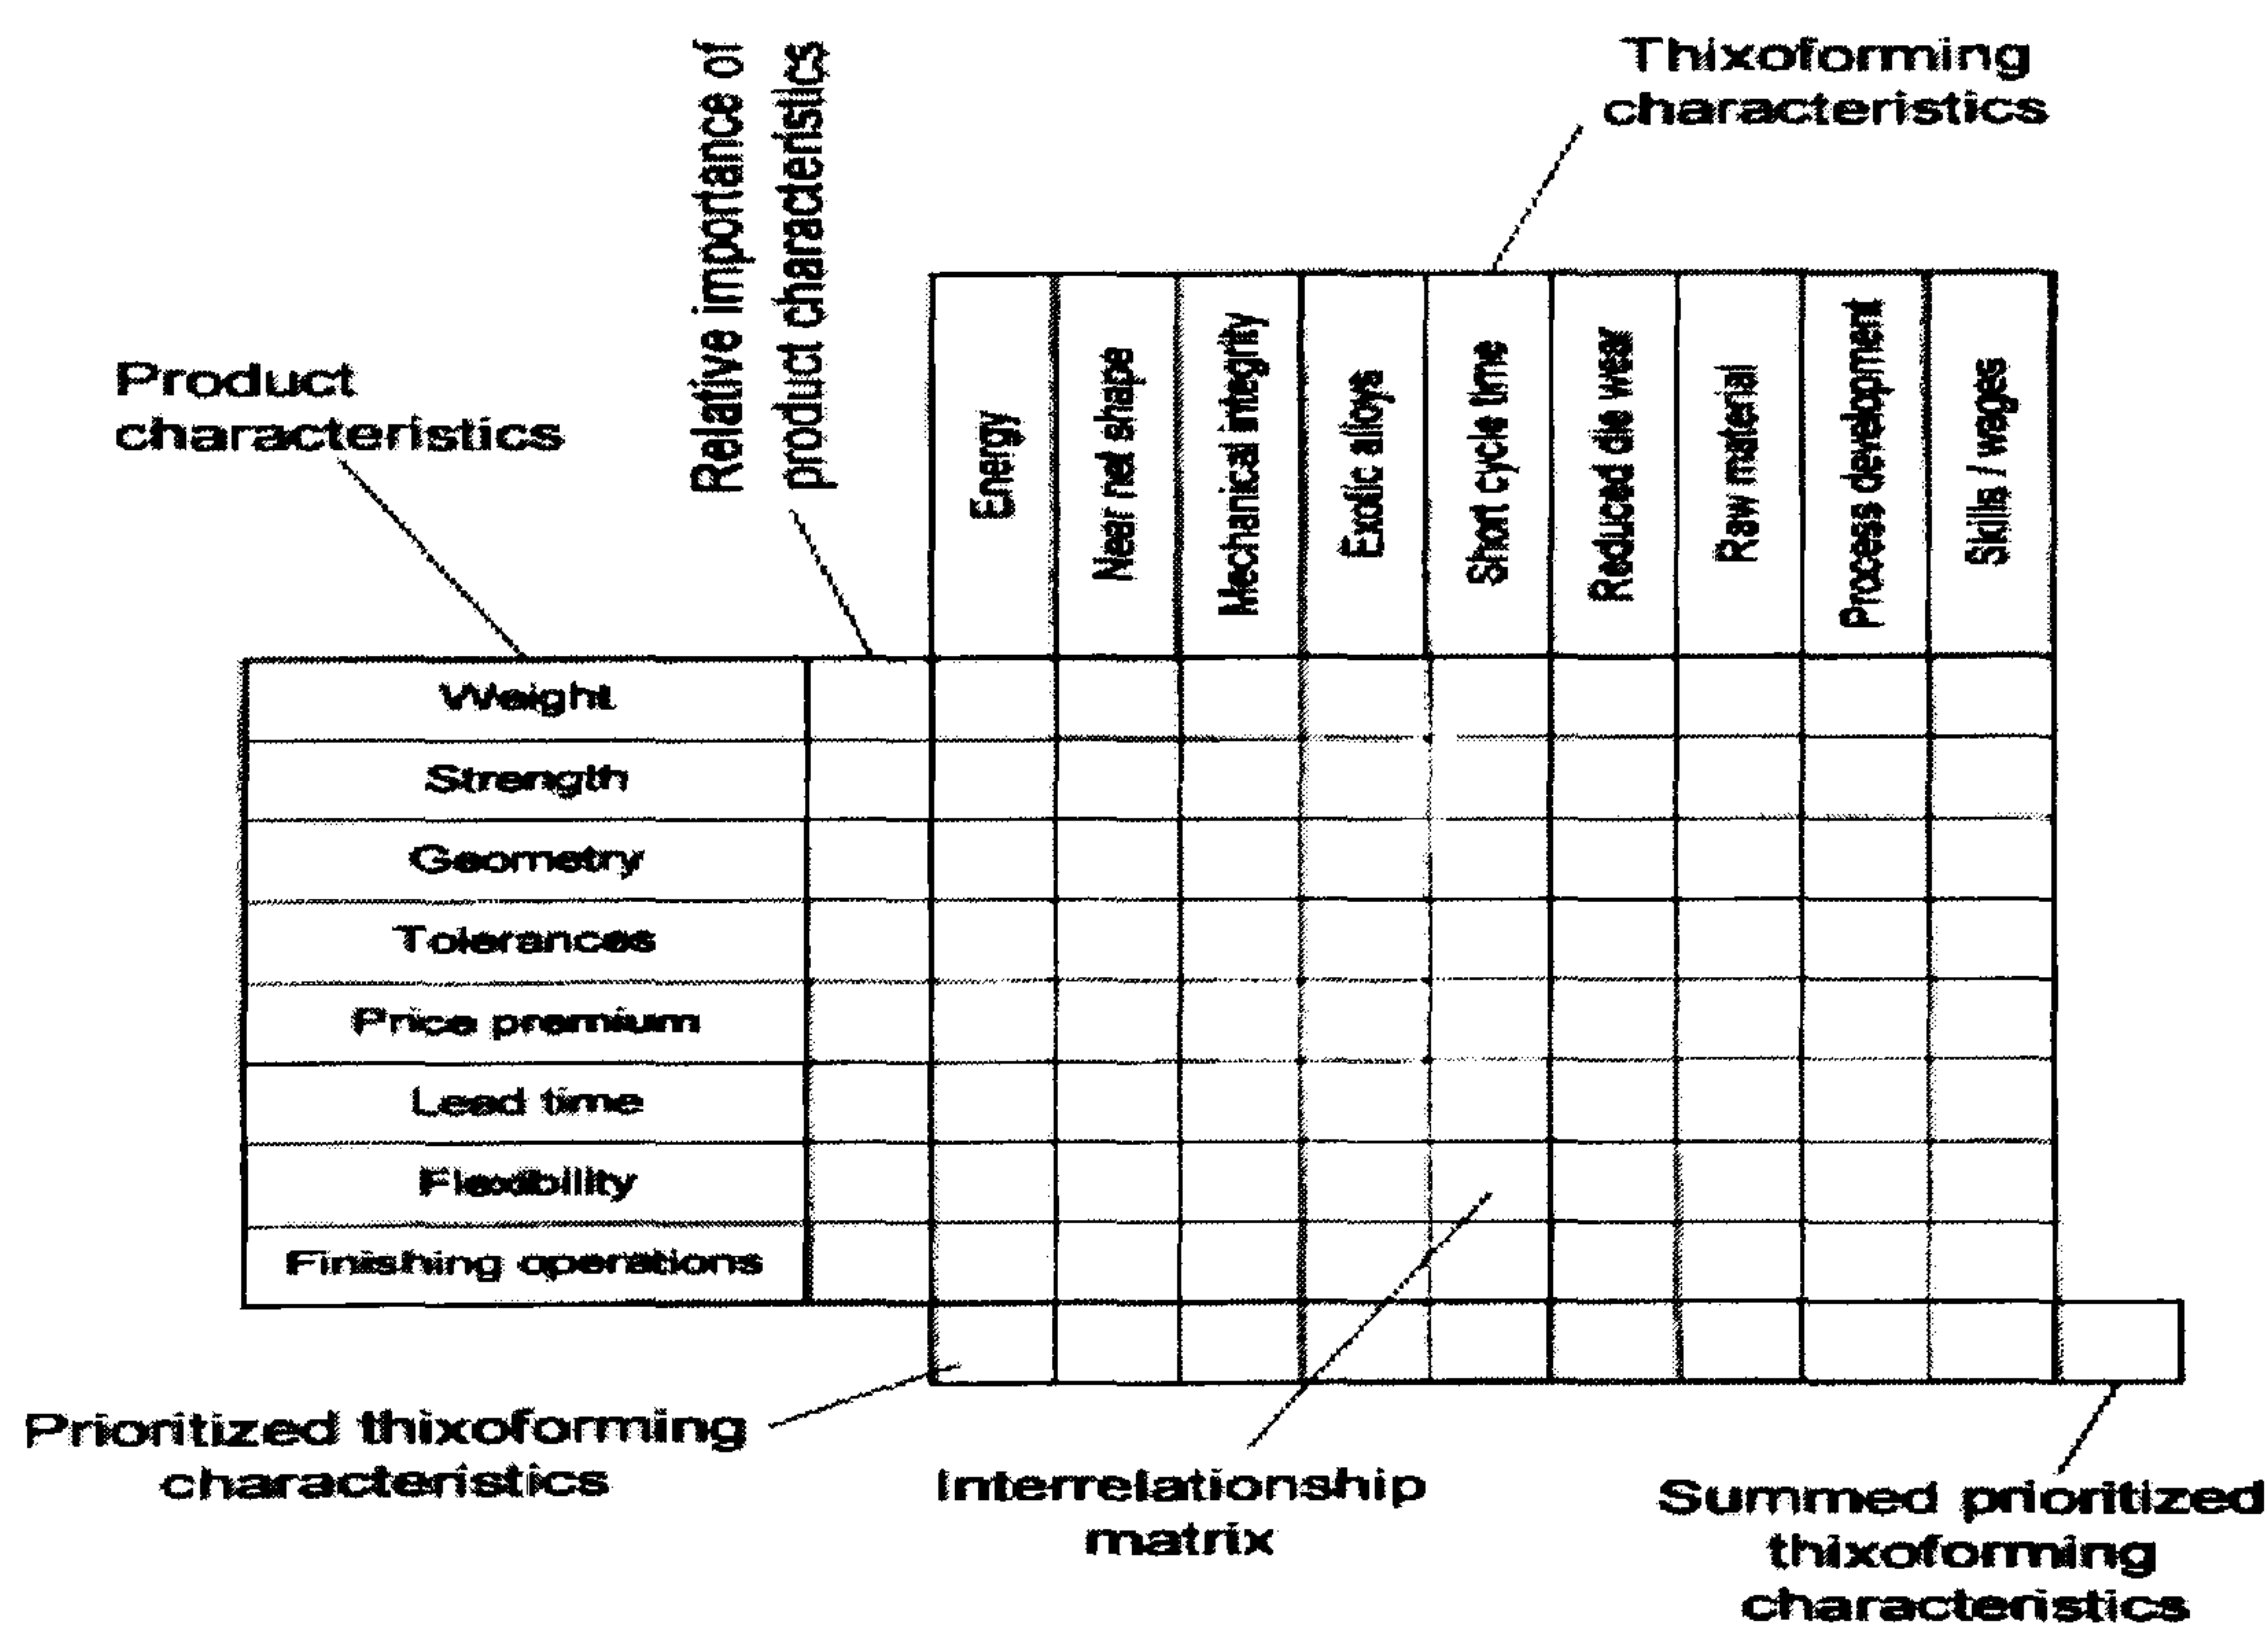 Thixoforming
characteristics
Relative importance of
product characteristics
Product
characteristics
Energy
Near net shape
Mechanical integrity
Exotic alloys
Short cycle time
Reduced die wear
Raw material
Process development
Skills / wages
Weight
Strength
Geometry
Tolerances
Price premium
Lead time
Flexibility
Finishing operations
Prioritized thixoforming
characteristics
Interrelationship
matrix
Summed prioritized
thixoforming
characteristics